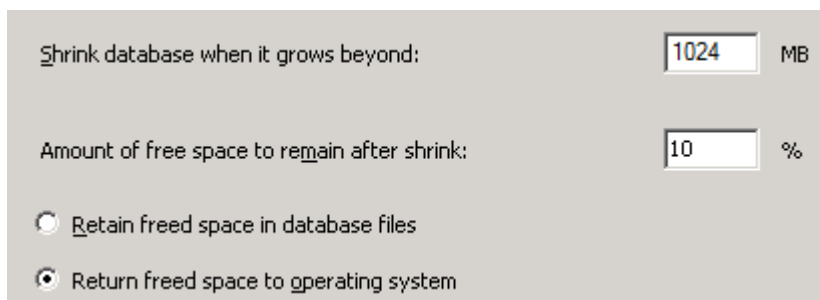 Shrink database when it grows beyond: 1024 MB
Amount of free space to remain after shrink: 10 %
Retain freed space in database files
Return freed space to operating system